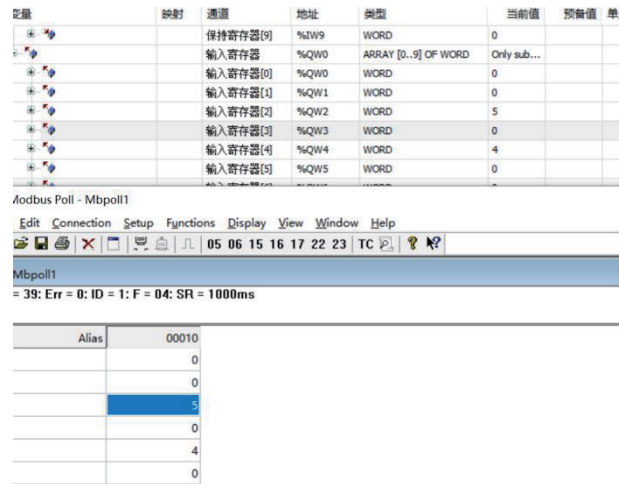 变量 映射 通道 地址 类型 当前值 预备值 单
保持寄存器[9] %IW9 WORD 0
输入寄存器 %QW0 ARRAY [0..9] OF WORD Only sub...
输入寄存器[0] %QW0 WORD 0
输入寄存器[1] %QW1 WORD 0
输入寄存器[2] %QW2 WORD 5
输入寄存器[3] %QW3 WORD 0
输入寄存器[4] %QW4 WORD 4
输入寄存器[5] %QW5 WORD 0
Modbus Poll - Mbpoll1
Edit Connection Setup Functions Display View Window Help
05 06 15 16 17 22 23 TC
Mbpoll1
= 39: Err = 0: ID = 1: F = 04: SR = 1000ms
Alias 00010
0
0
5
0
4
0